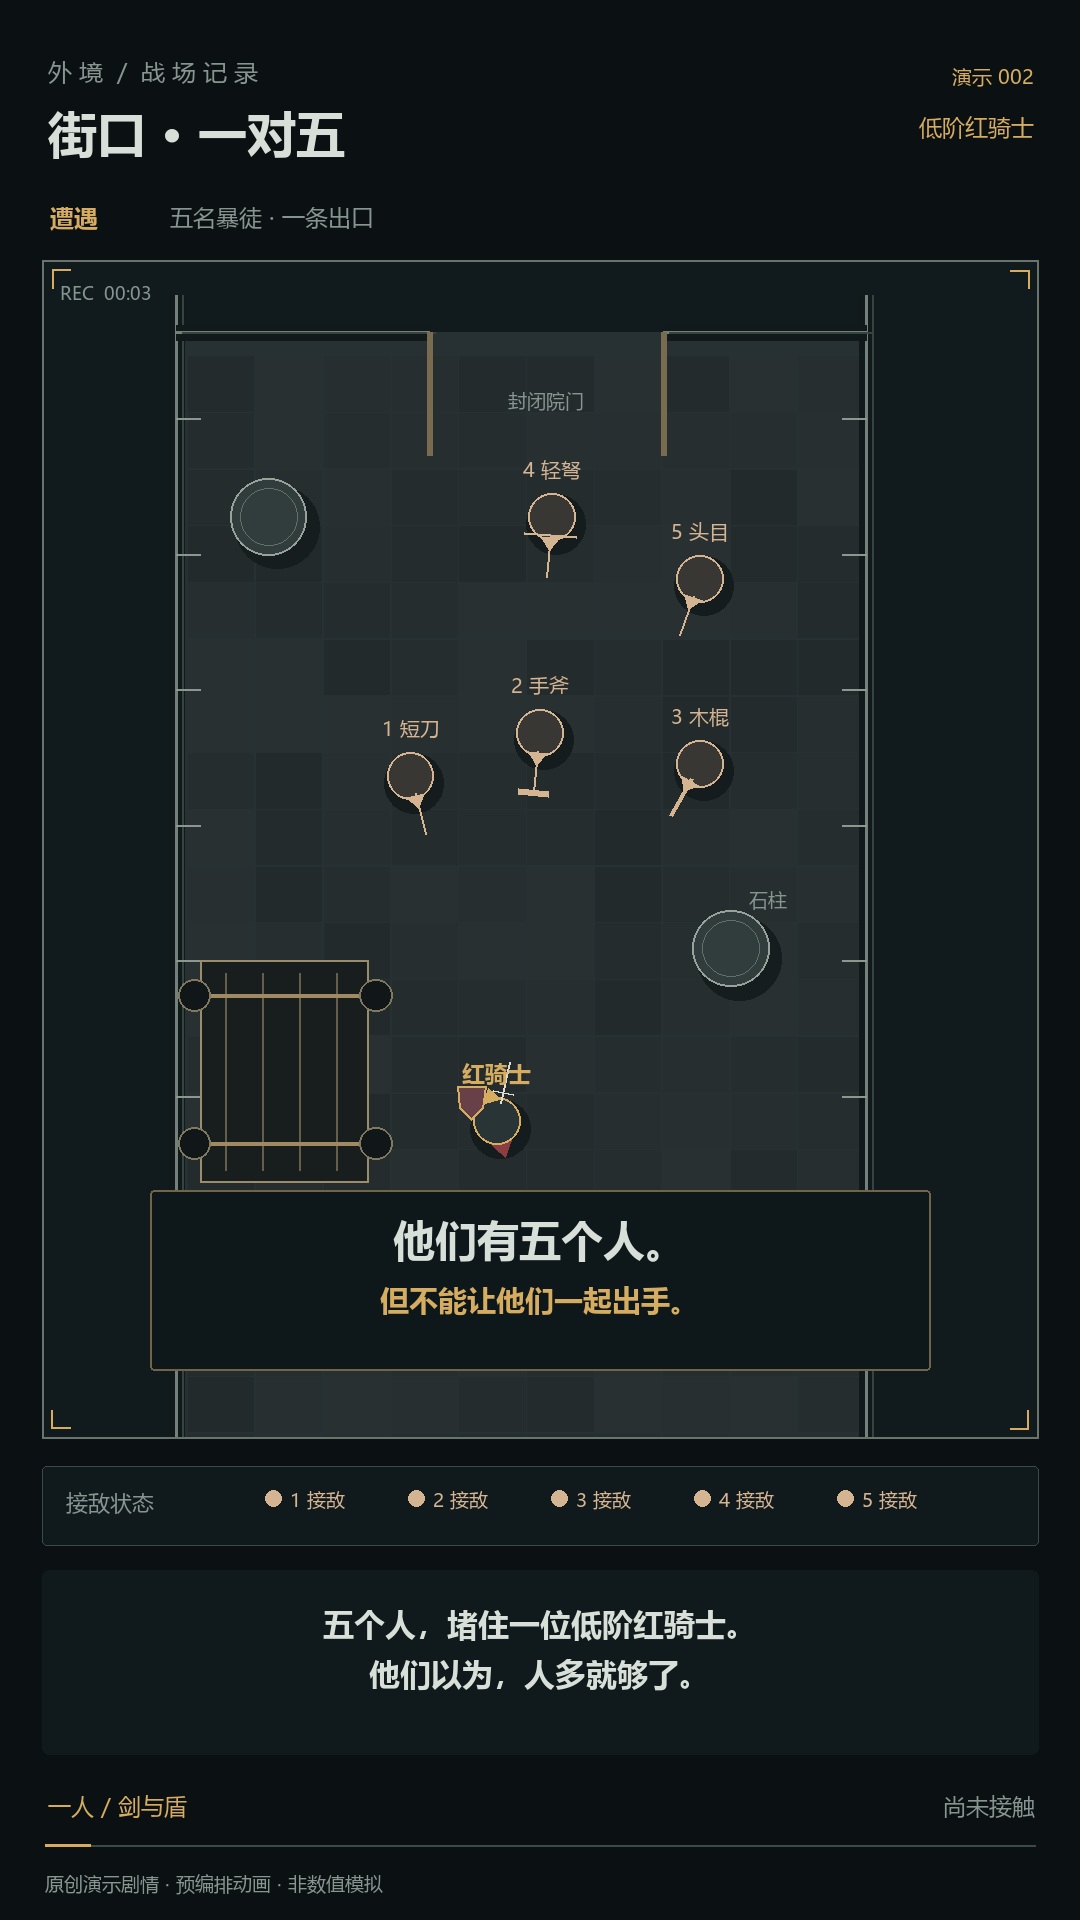 外境 / 战场记录
演示 002
街口·一对五
低阶红骑士
遭遇 五名暴徒·一条出口
REC 00:03
封闭院门
4 轻弩
5 头目
2 手斧
3 木棍
1 短刀
石柱
红骑士
他们有五个人。
但不能让他们一起出手。
接敌状态 1 接敌 2 接敌 3 接敌 4 接敌 5 接敌
五个人，堵住一位低阶红骑士。
他们以为，人多就够了。
一人 / 剑与盾 尚未接触
原创演示剧情·预编排动画·非数值模拟